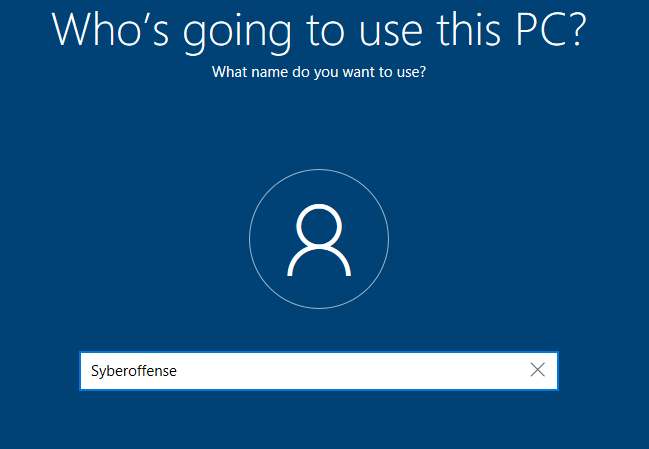 Who’s going to use this PC?
What name do you want to use?
Syberoffense